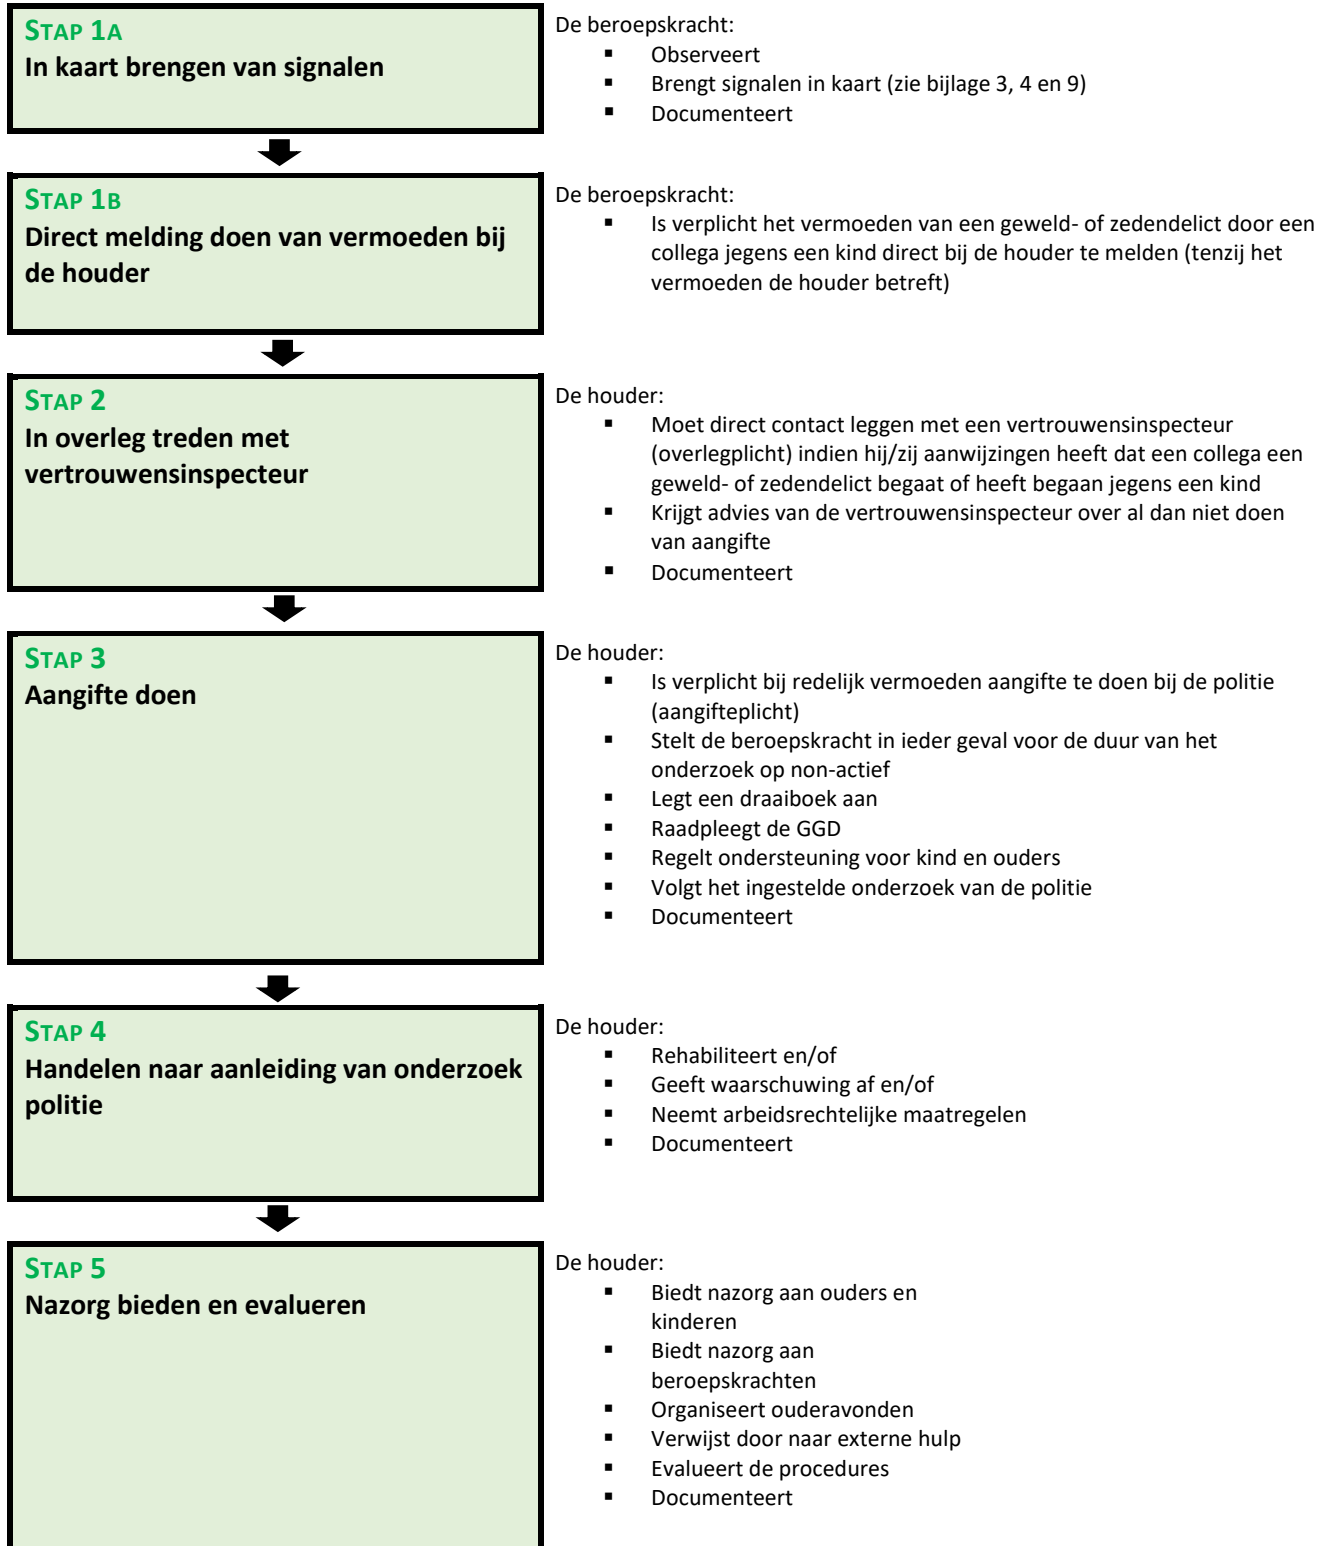 STAP 1A
In kaart brengen van signalen
De beroepskracht:
▪ Observeert
▪ Brengt signalen in kaart (zie bijlage 3, 4 en 9)
▪ Documenteert
STAP 1B
Direct melding doen van vermoeden bij
de houder
De beroepskracht:
▪ Is verplicht het vermoeden van een geweld- of zedendelict door een
collega jegens een kind direct bij de houder te melden (tenzij het
vermoeden de houder betreft)
STAP 2
In overleg treden met
vertrouwensinspecteur
De houder:
▪ Moet direct contact leggen met een vertrouwensinspecteur
(overlegplicht) indien hij/zij aanwijzingen heeft dat een collega een
geweld- of zedendelict begaat of heeft begaan jegens een kind
▪ Krijgt advies van de vertrouwensinspecteur over al dan niet doen
van aangifte
▪ Documenteert
STAP 3
Aangifte doen
De houder:
▪ Is verplicht bij redelijk vermoeden aangifte te doen bij de politie
(aangifteplicht)
▪ Stelt de beroepskracht in ieder geval voor de duur van het
onderzoek op non-actief
▪ Legt een draaiboek aan
▪ Raadpleegt de GGD
▪ Regelt ondersteuning voor kind en ouders
▪ Volgt het ingestelde onderzoek van de politie
▪ Documenteert
STAP 4
Handelen naar aanleiding van onderzoek
politie
De houder:
▪ Rehabiliteert en/of
▪ Geeft waarschuwing af en/of
▪ Neemt arbeidsrechtelijke maatregelen
▪ Documenteert
STAP 5
Nazorg bieden en evalueren
De houder:
▪ Biedt nazorg aan ouders en
kinderen
▪ Biedt nazorg aan
beroepskrachten
▪ Organiseert ouderavonden
▪ Verwijst door naar externe hulp
▪ Evalueert de procedures
▪ Documenteert